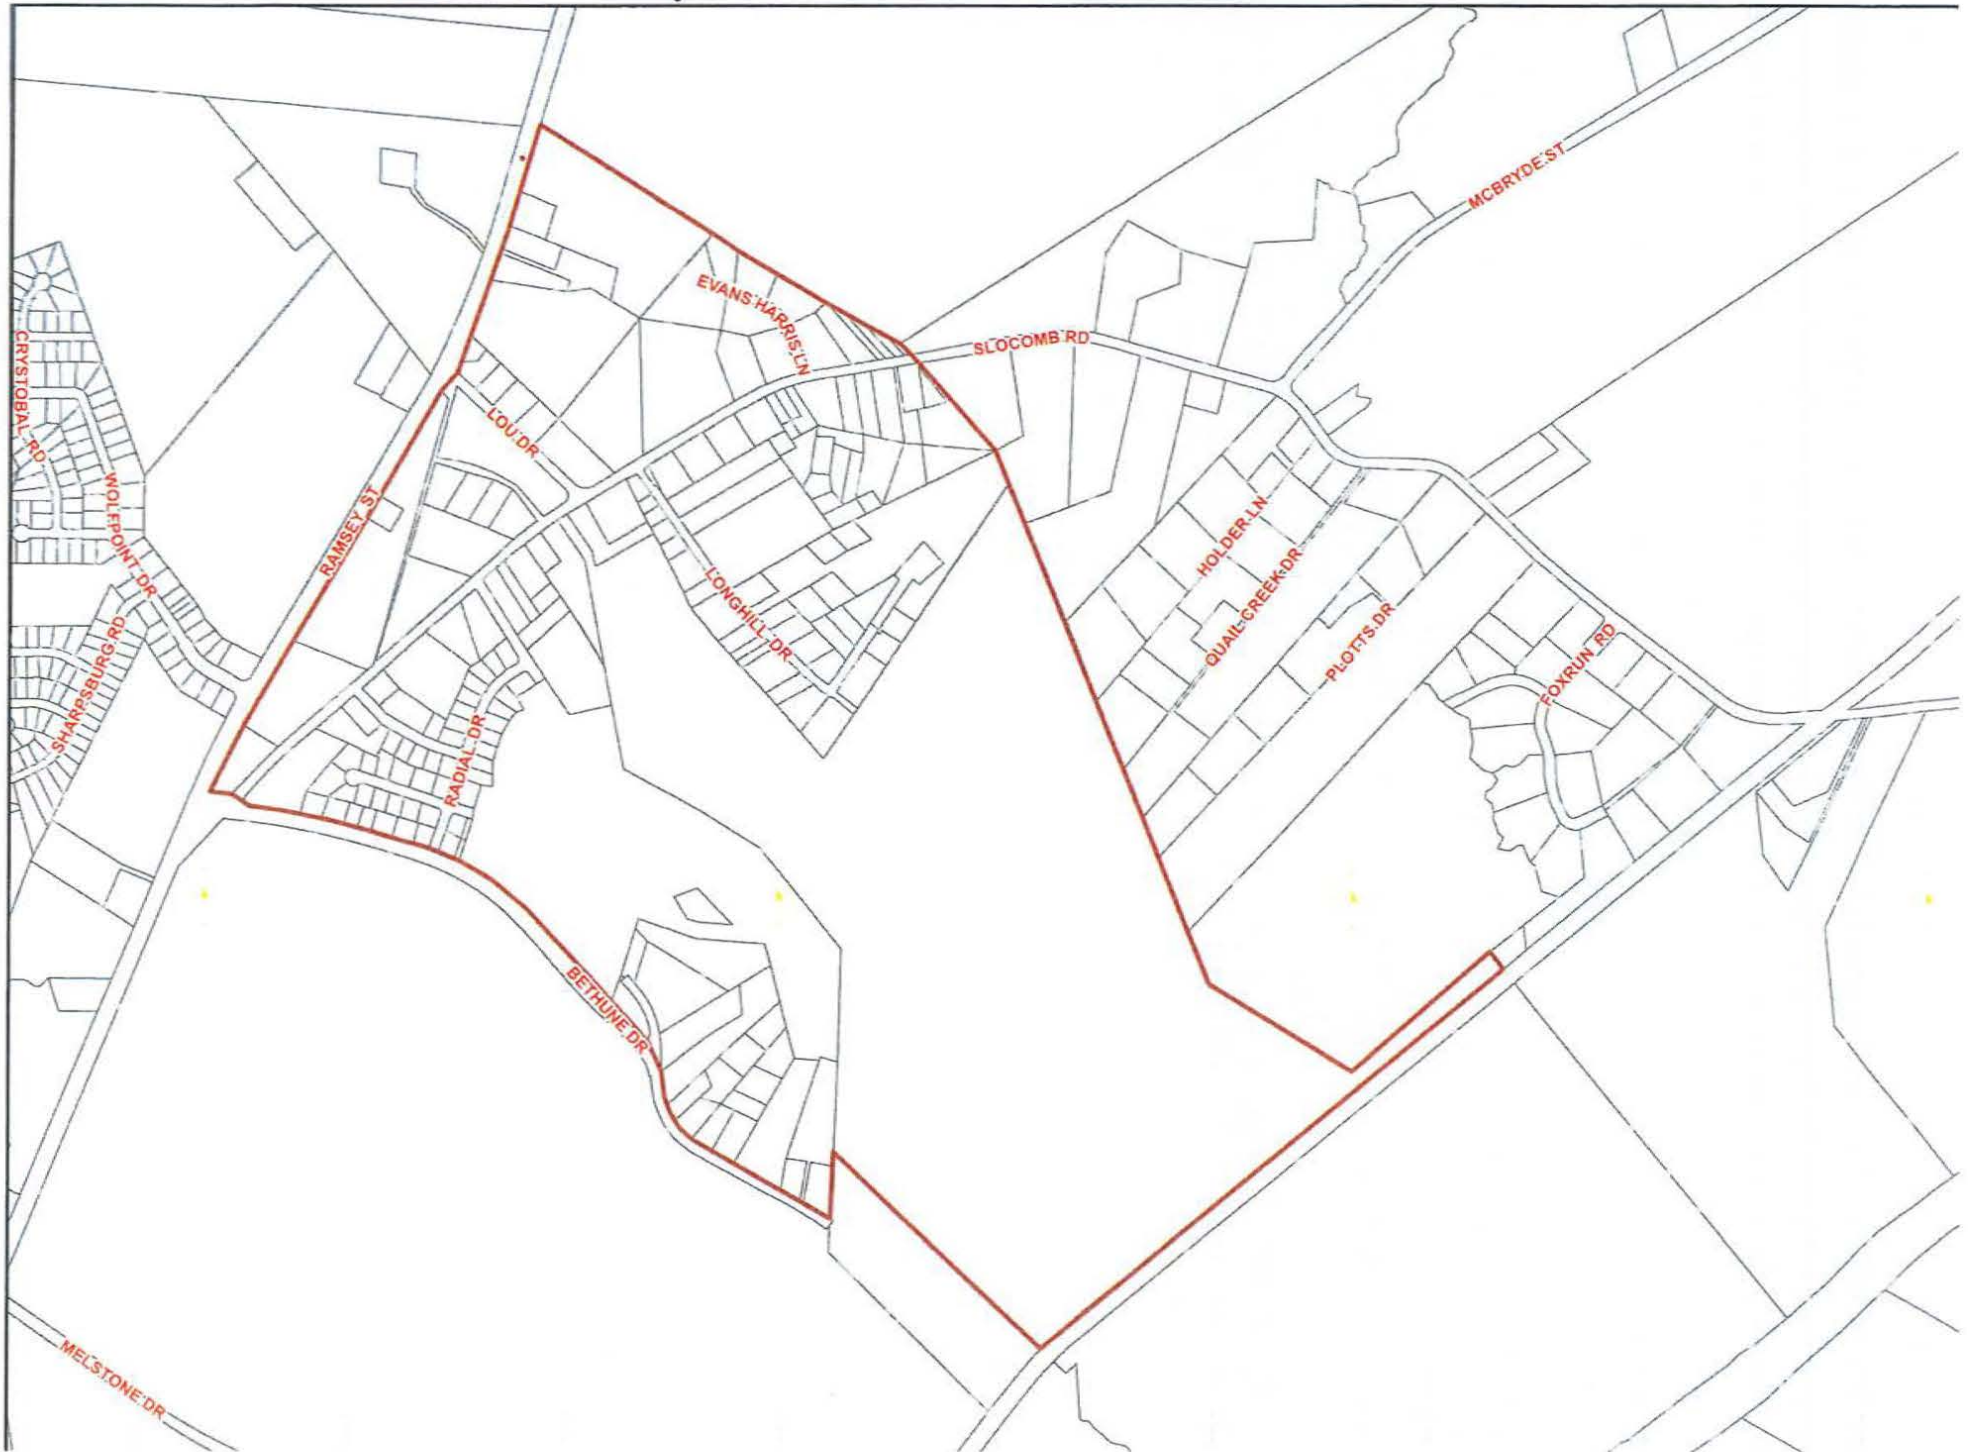 MCBRYDE ST
EVANS HARRIS LN
SLOCOMB RD
CRYSTOBAL RD
LOU DR
WOLFPOINT DR
RAMSEY ST
HOLDER LN
QUAIL CREEK DR
LONGHILL DR
PLOTTS DR
FOXRUN RD
SHARPSBURG RD
RADIAL DR
BETHUNE DR
MELSTONE DR